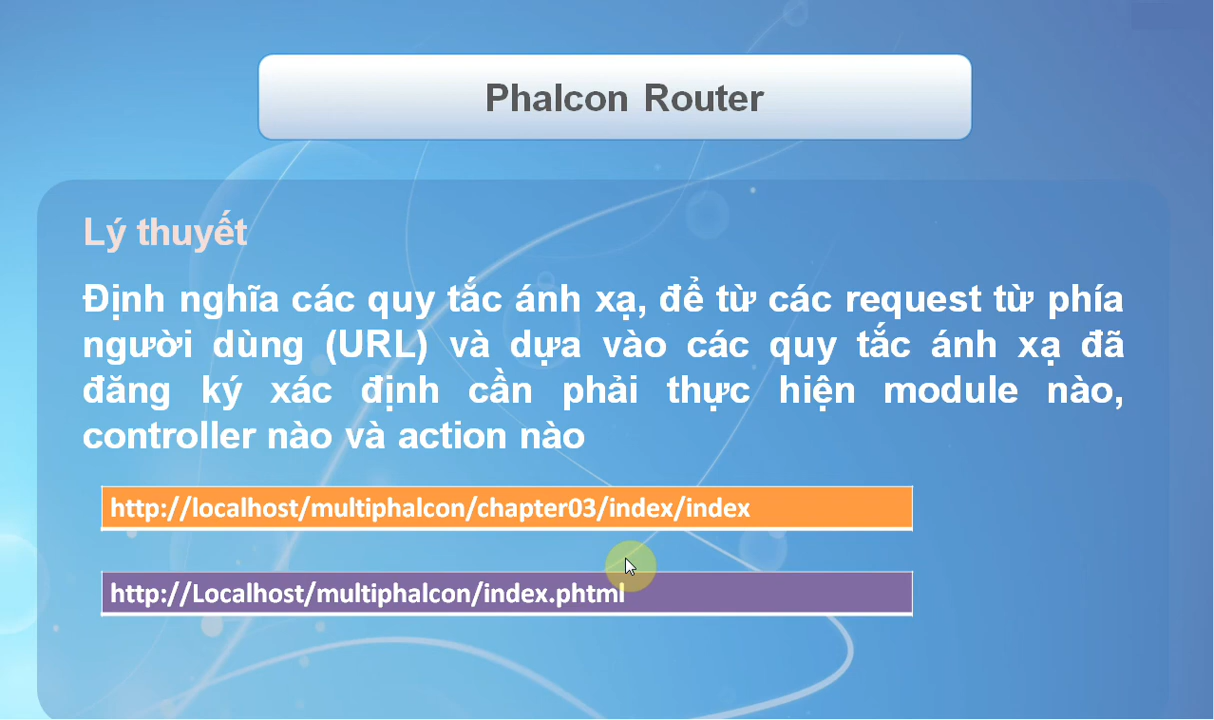 Phalcon Router
Lý thuyết
Định nghĩa các quy tắc ánh xạ, để từ các request từ phía
người dùng (URL) và dựa vào các quy tắc ánh xạ đã
đăng ký xác định cần phải thực hiện module nào,
controller nào và action nào
http://localhost/multiphalcon/chapter03/index/index
http://Localhost/multiphalcon/index.phtml